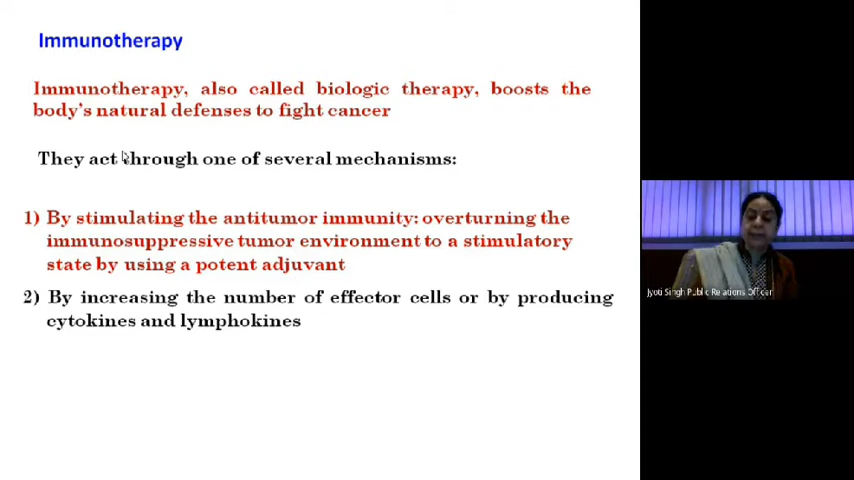 Immunotherapy
Immunotherapy, also called biologic therapy, boosts the
body's natural defenses to fight cancer
They act through one of several mechanisms:
1) By stimulating the antitumor immunity: overturning the
immunosuppressive tumor environment to a stimulatory
state by using a potent adjuvant
2) By increasing the number of effector cells or by producing
cytokines and lymphokines
Jyoti Singh Public Relations Officer